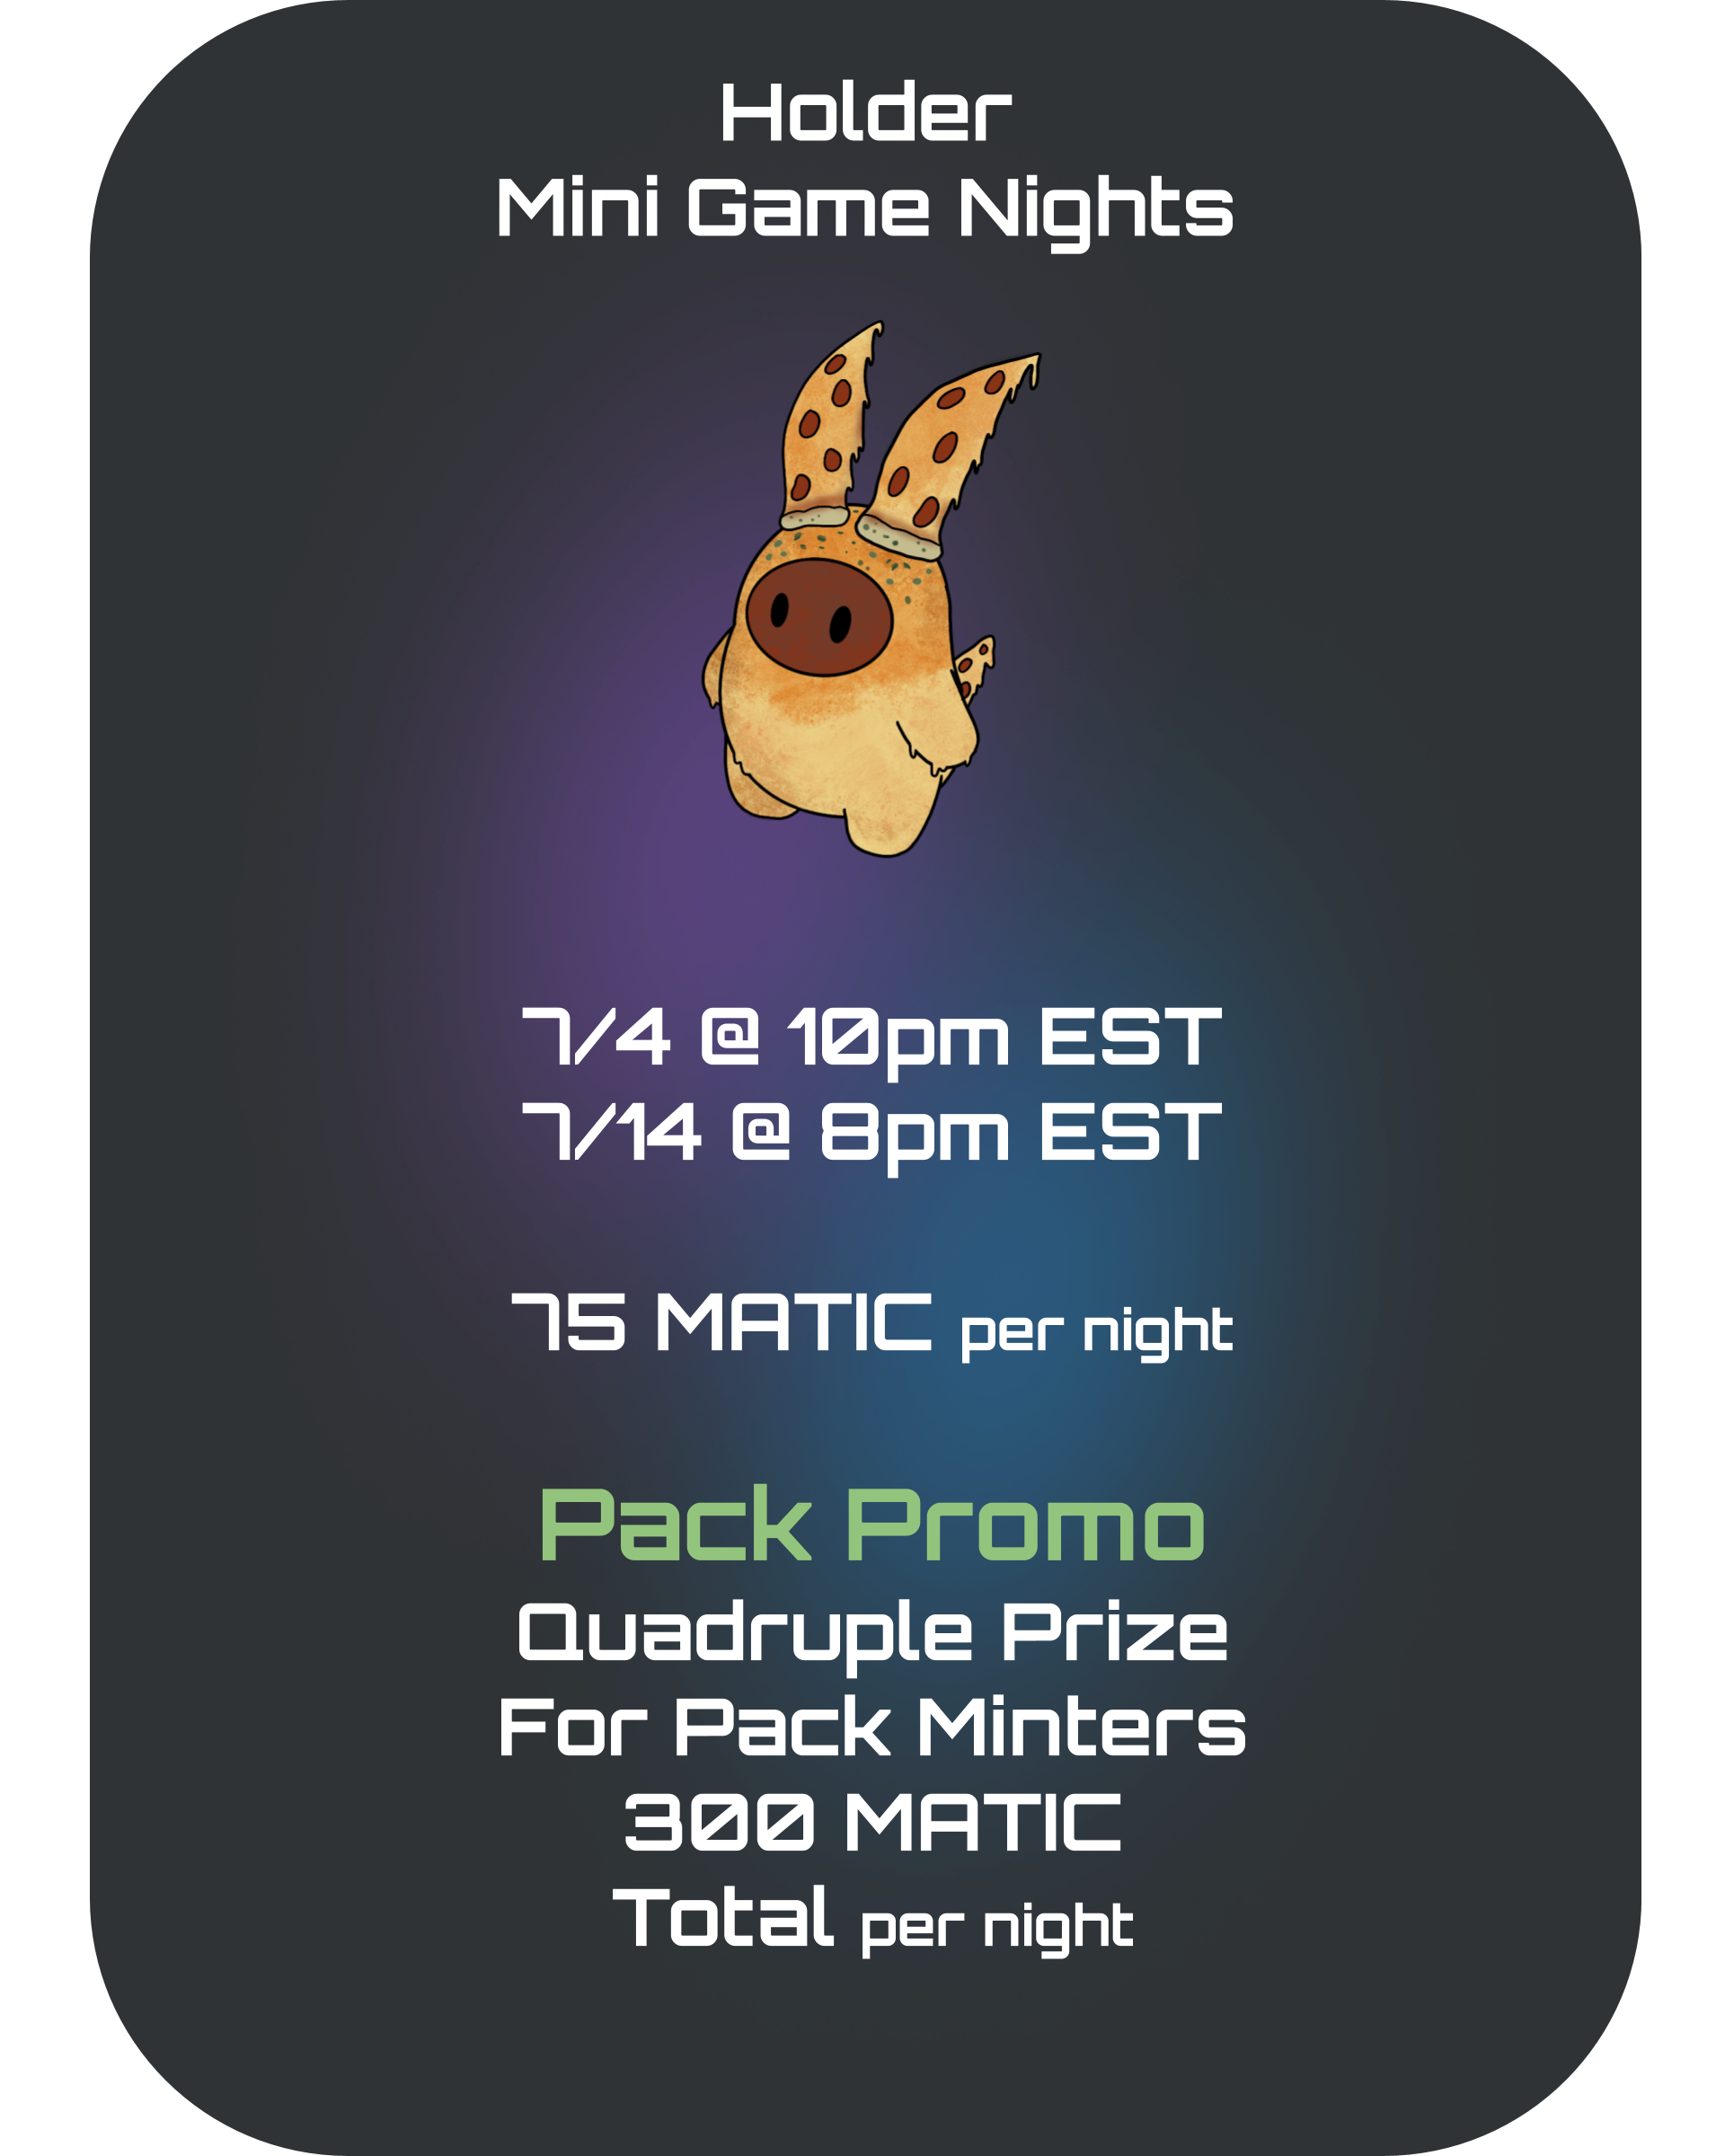 Holder
Mini Game Nights
7/4 @ 10pm EST
7/14 @ 8pm EST
75 MATIC per night
Pack Promo
Quadruple Prize
For Pack Minters
300 MATIC
Total per night